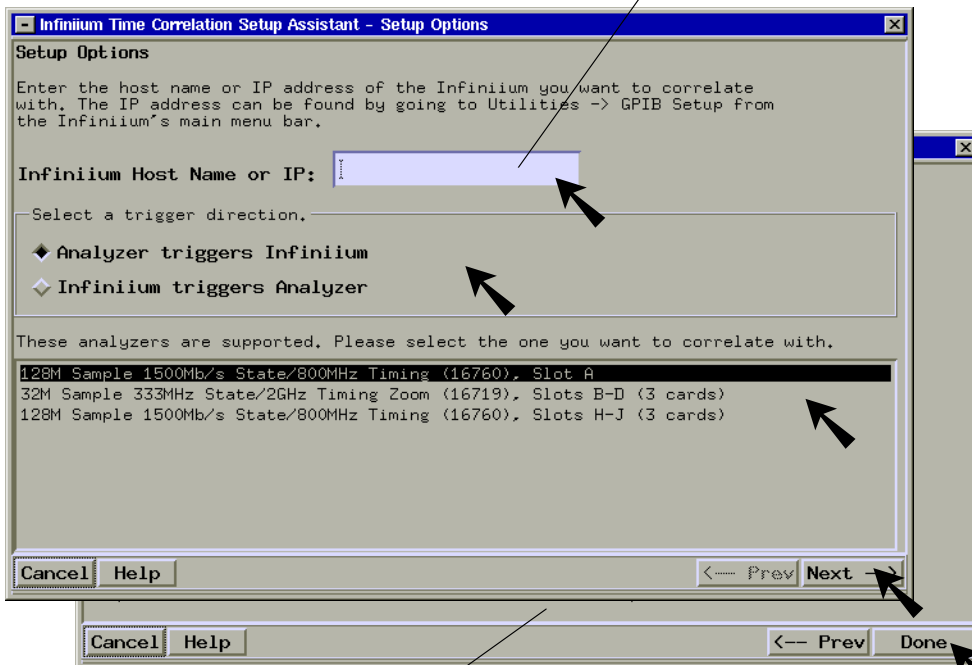 Infiniium Time Correlation Setup Assistant - Setup Options
Setup Options
Enter the host name or IP address of the Infiniium you want to correlate
with. The IP address can be found by going to Utilities -> GPIB Setup from
the Infiniium's main menu bar.
Infiniium Host Name or IP:
Select a trigger direction.
Analyzer triggers Infiniium
Infiniium triggers Analyzer
These analyzers are supported. Please select the one you want to correlate with.
128M Sample 1500Mb/s State/800MHz Timing (16760), Slot A
32M Sample 333MHz State/2GHz Timing Zoom (16719), Slots B-D (3 cards)
128M Sample 1500Mb/s State/800MHz Timing (16760), Slots H-J (3 cards)
Cancel Help <-- Prev Next -->
Cancel Help <-- Prev Done